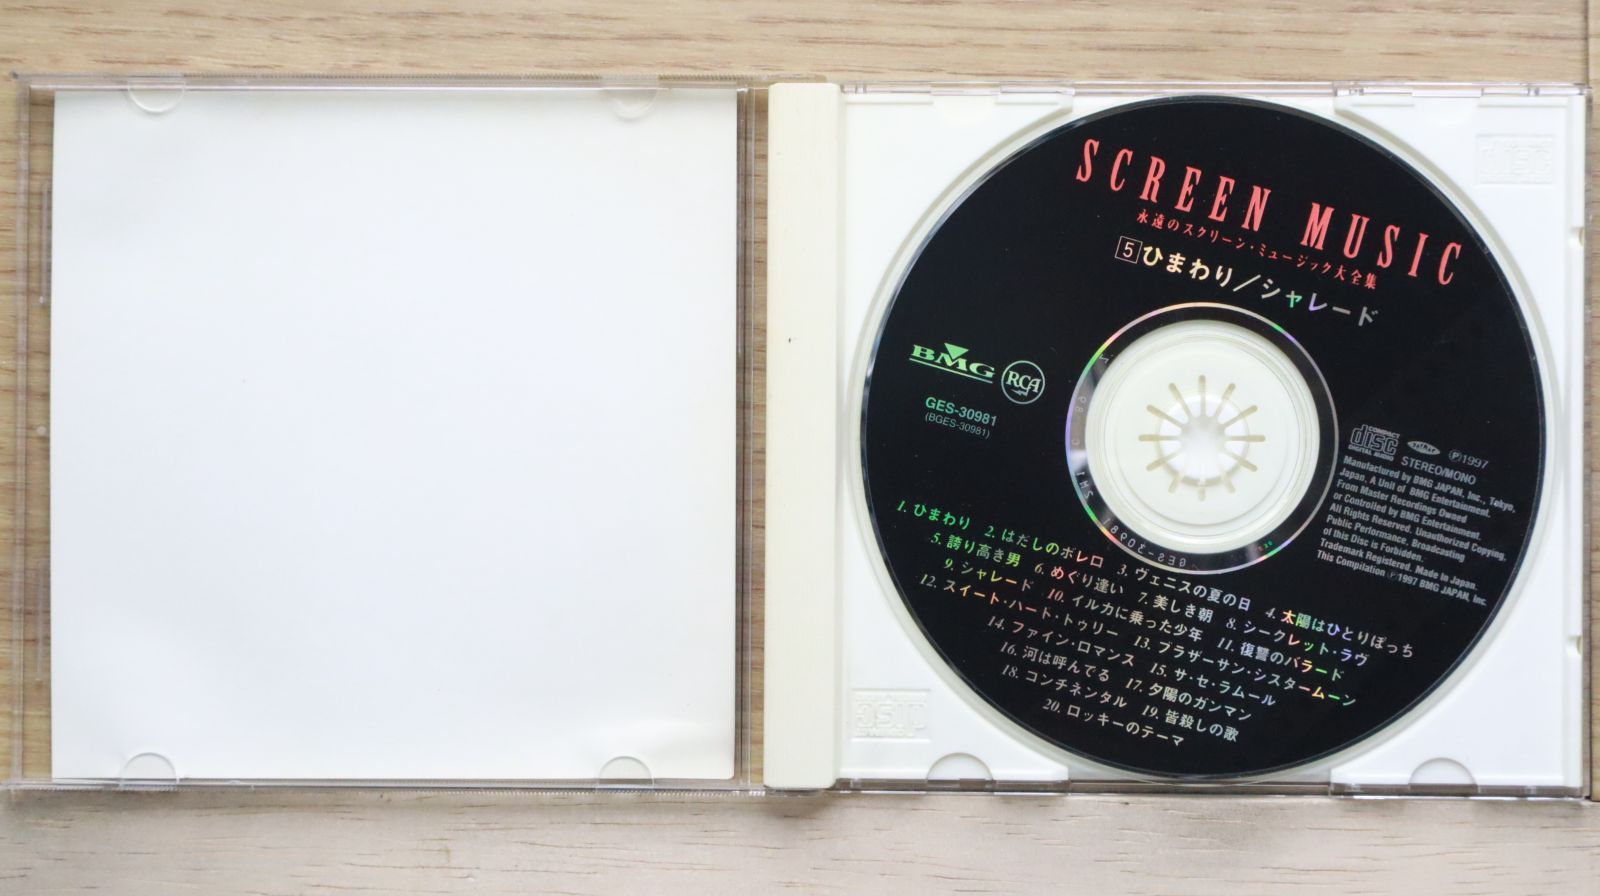 SCREEN MUSIC
永遠のスクリーン・ミュージック大全集
5 ひまわり／シャレード
BMG RCA
GES-30981
(BGES-30981)
COMPACT
disc
DIGITAL AUDIO
STEREO/MONO ℗1997
Manufactured by BMG JAPAN, Inc., Tokyo,
Japan, A Unit of BMG Entertainment.
From Master Recordings Owned
or Controlled by BMG Entertainment.
All Rights Reserved. Unauthorized Copying,
Public Performance, Broadcasting
of this Disc is Forbidden.
Trademark Registered. Made in Japan.
This Compilation ℗1997 BMG JAPAN, Inc.
1. ひまわり 2. はだしのボレロ 3. ヴェニスの夏の日 4. 太陽はひとりぼっち
5. 誇り高き男 6. めぐり逢い 7. 美しき朝 8. シークレット・ラヴ
9. シャレード 10. イルカに乗った少年 11. 復讐のバラード
12. スイート・ハート・トゥリー 13. ブラザーサン・シスタームーン
14. ファイン・ロマンス 15. サ・セ・ラムール
16. 河は呼んでる 17. 夕陽のガンマン
18. コンチネンタル 19. 皆殺しの歌
20. ロッキーのテーマ
GES-30981